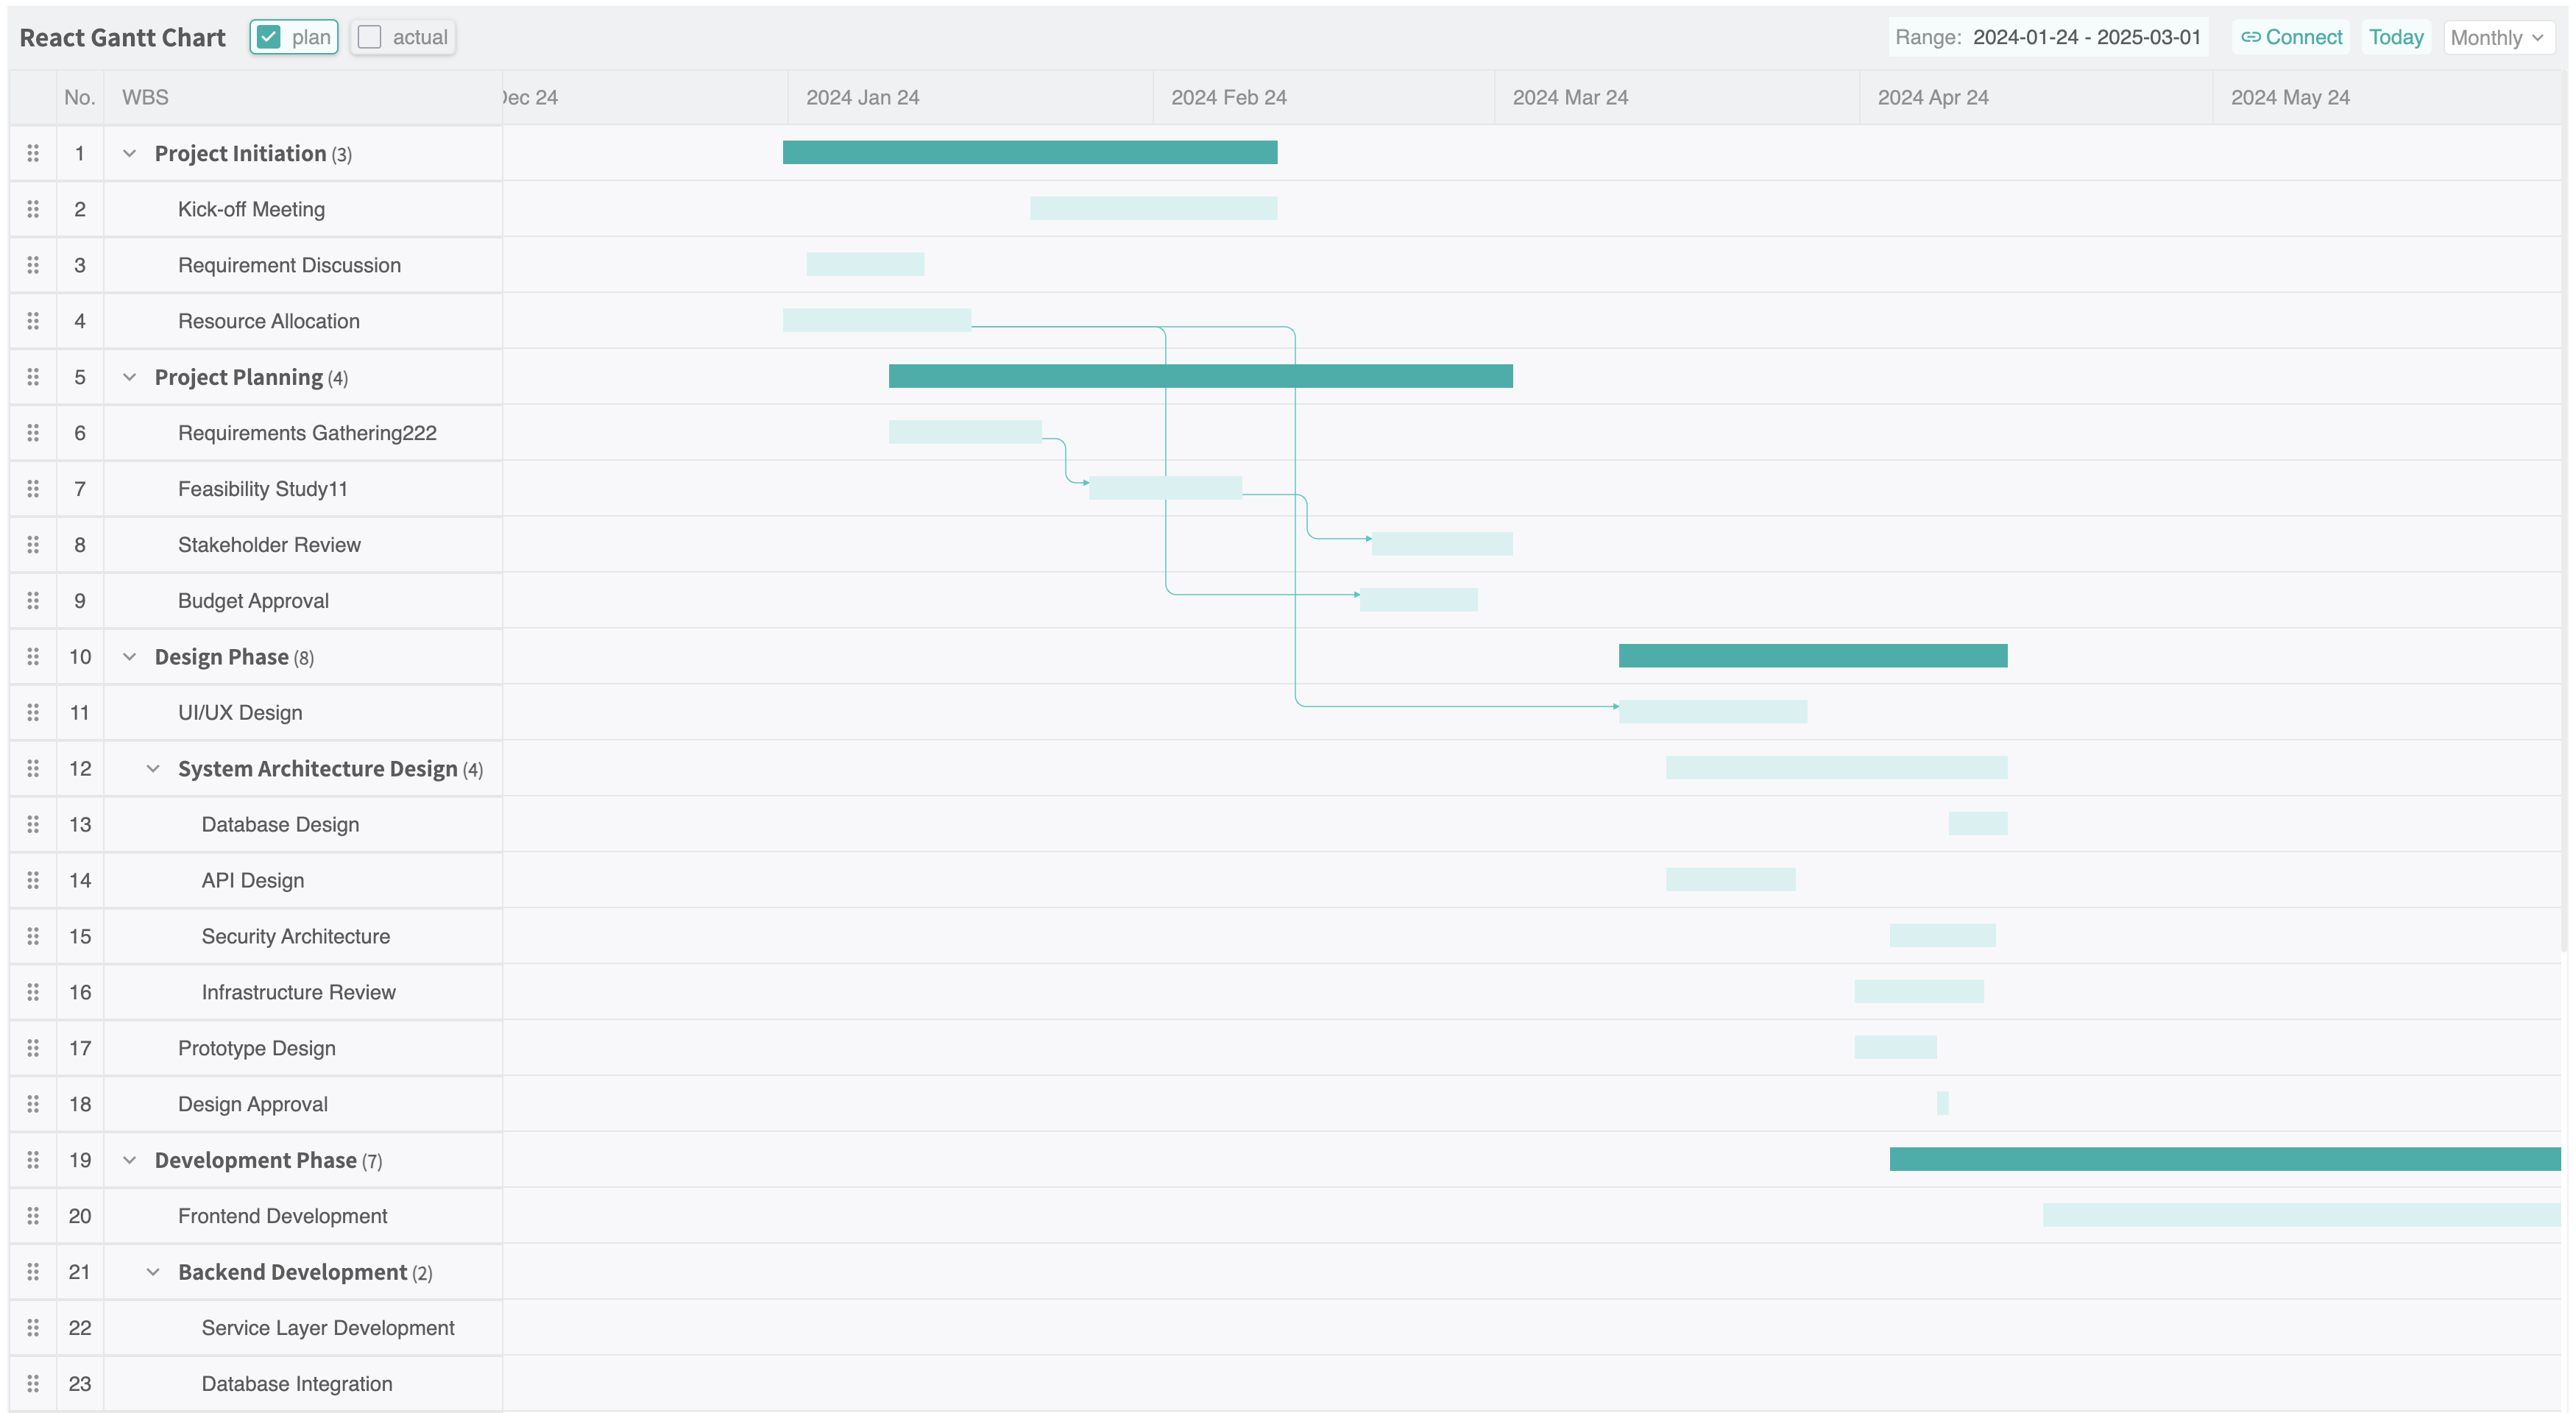 React Gantt Chart plan actual Range: 2024-01-24 - 2025-03-01 Connect Today Monthly
No. WBS Dec 24 2024 Jan 24 2024 Feb 24 2024 Mar 24 2024 Apr 24 2024 May 24
1 Project Initiation (3)
2 Kick-off Meeting
3 Requirement Discussion
4 Resource Allocation
5 Project Planning (4)
6 Requirements Gathering222
7 Feasibility Study11
8 Stakeholder Review
9 Budget Approval
10 Design Phase (8)
11 UI/UX Design
12 System Architecture Design (4)
13 Database Design
14 API Design
15 Security Architecture
16 Infrastructure Review
17 Prototype Design
18 Design Approval
19 Development Phase (7)
20 Frontend Development
21 Backend Development (2)
22 Service Layer Development
23 Database Integration